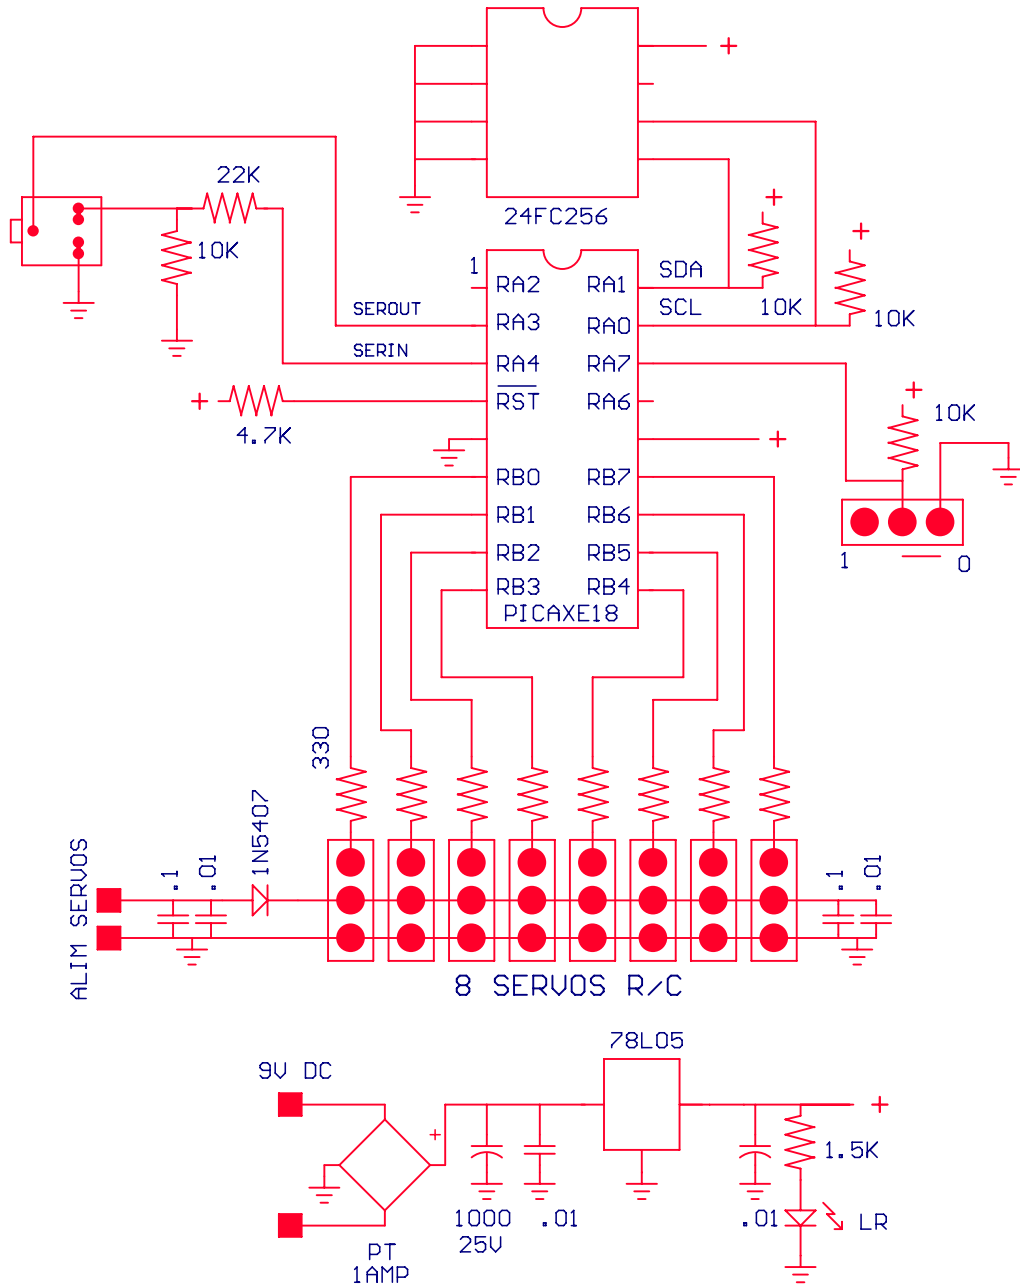 +
22K
24FC256
+
+
10K
1
RA2 RA1 SDA
10K
SEROUT RA3 RA0 SCL
10K
SERIN RA4 RA7
+
+ RST RA6
10K
4.7K
+
RB0 RB7
RB1 RB6
RB2 RB5
1 0
RB3 RB4
PICAXE18
330
1N5407
ALIM SERVOS
.1 .01
.1 .01
8 SERVOS R/C
78L05
9V DC
+
+
1.5K
1000 .01
25V
.01
LR
PT
1AMP